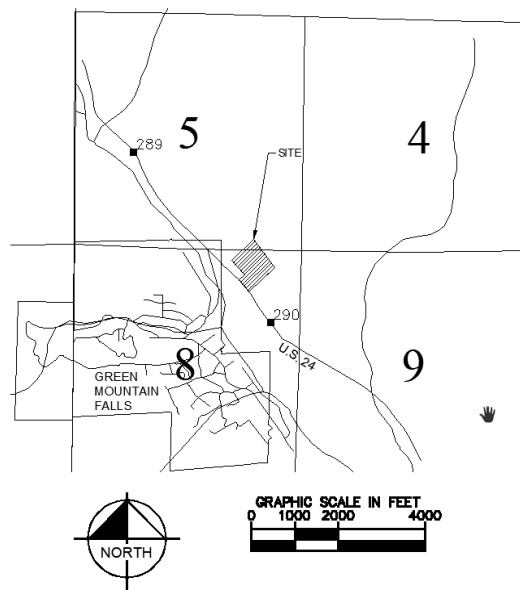 5
4
289
SITE
290
U.S. 24
8
9
GREEN
MOUNTAIN
FALLS
NORTH
GRAPHIC SCALE IN FEET
0 1000 2000 4000